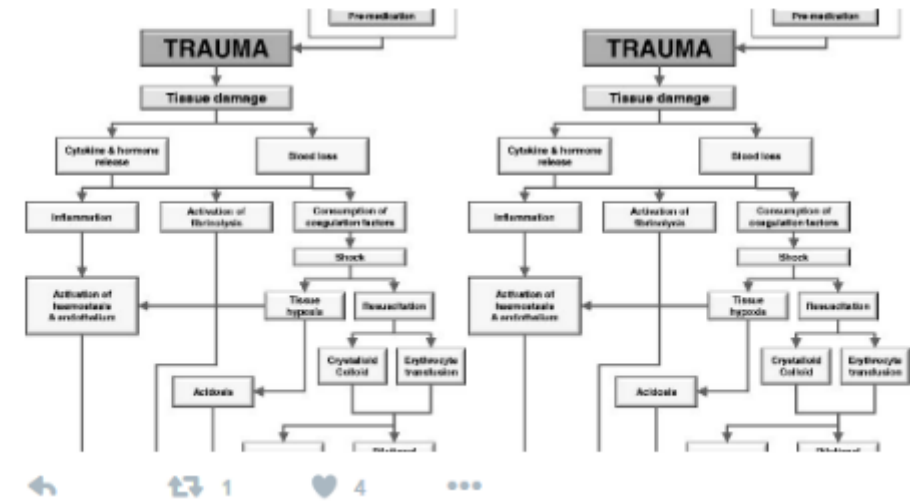 Pre-medication
TRAUMA
Tissue damage
Cytokine & hormone
release
Blood loss
Inflammation
Activation of
fibrinolysis
Consumption of
coagulation factors
Shock
Activation of
haemostasis
& endothelium
Tissue
hypoxia
Resuscitation
Crystalloid
Colloid
Erythrocyte
transfusion
Acidosis
Dilutional
Pre-medication
TRAUMA
Tissue damage
Cytokine & hormone
release
Blood loss
Inflammation
Activation of
fibrinolysis
Consumption of
coagulation factors
Shock
Activation of
haemostasis
& endothelium
Tissue
hypoxia
Resuscitation
Crystalloid
Colloid
Erythrocyte
transfusion
Acidosis
Dilutional
1
4